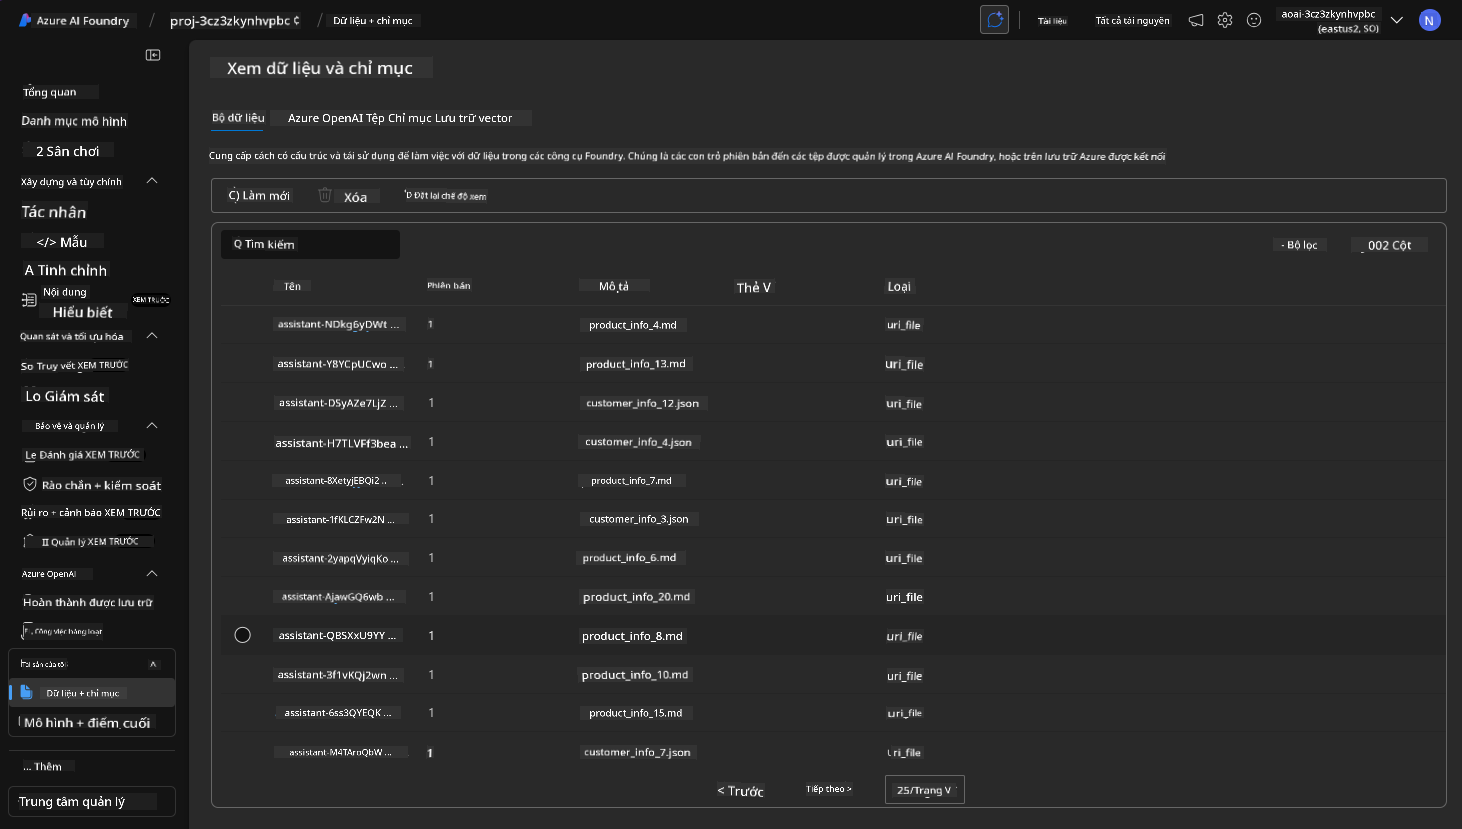 Azure AI Foundry / proj-3cz3zkynhvpbc ¢ / Dữ liệu + chỉ mục
Tài liệu Tất cả tài nguyên aoai-3cz3zkynhvpbc
(eastus2, SO)
N
Tổng quan
Danh mục mô hình
2 Sân chơi
Xây dựng và tùy chỉnh
Tác nhân
</> Mẫu
A Tinh chỉnh
Nội dung
Hiểu biết XEM TRƯỚC
Quan sát và tối ưu hóa
So Truy vết XEM TRƯỚC
Lo Giám sát
Bảo vệ và quản lý
Le Đánh giá XEM TRƯỚC
Rào chắn + kiểm soát
Rủi ro + cảnh báo XEM TRƯỚC
II Quản lý XEM TRƯỚC
Azure OpenAI
Hoàn thành được lưu trữ
Công việc hàng loạt
Tài sản của tôi
Dữ liệu + chỉ mục
Mô hình + điểm cuối
... Thêm
Trung tâm quản lý
Xem dữ liệu và chỉ mục
Bộ dữ liệu Azure OpenAI Tệp Chỉ mục Lưu trữ vector
Cung cấp cách có cấu trúc và tái sử dụng để làm việc với dữ liệu trong các công cụ Foundry. Chúng là các con trỏ phiên bản đến các tệp được quản lý trong Azure AI Foundry, hoặc trên lưu trữ Azure được kết nối
C) Làm mới Xóa 'D Đặt lại chế độ xem
Q Tìm kiếm - Bộ lọc 002 Cột
Tên Phiên bản Mô tả Thẻ V Loại
assistant-NDkg6yDWt ... 1 product_info_4.md uri_file
assistant-Y8YCpUCwo ... 1 product_info_13.md uri_file
assistant-DSyAZe7LjZ ... 1 customer_info_12.json uri_file
assistant-H7TLVFf3bea ... 1 customer_info_4.json uri_file
assistant-8XetyjEBQi2 .. 1 product_info_7.md uri_file
assistant-1fKLCZFw2N ... 1 customer_info_3.json uri_file
assistant-2yapqVyiqKo ... 1 product_info_6.md uri_file
assistant-AjawGQ6wb ... 1 product_info_20.md uri_file
assistant-QBSXxU9YY ... 1 product_info_8.md uri_file
assistant-3f1vKQj2wn ... 1 product_info_10.md uri_file
assistant-6ss3QYEQK ... 1 product_info_15.md uri_file
assistant-M4TAroQbW ... 1 customer_info_7.json uri_file
< Trước Tiếp theo > 25/Trang V